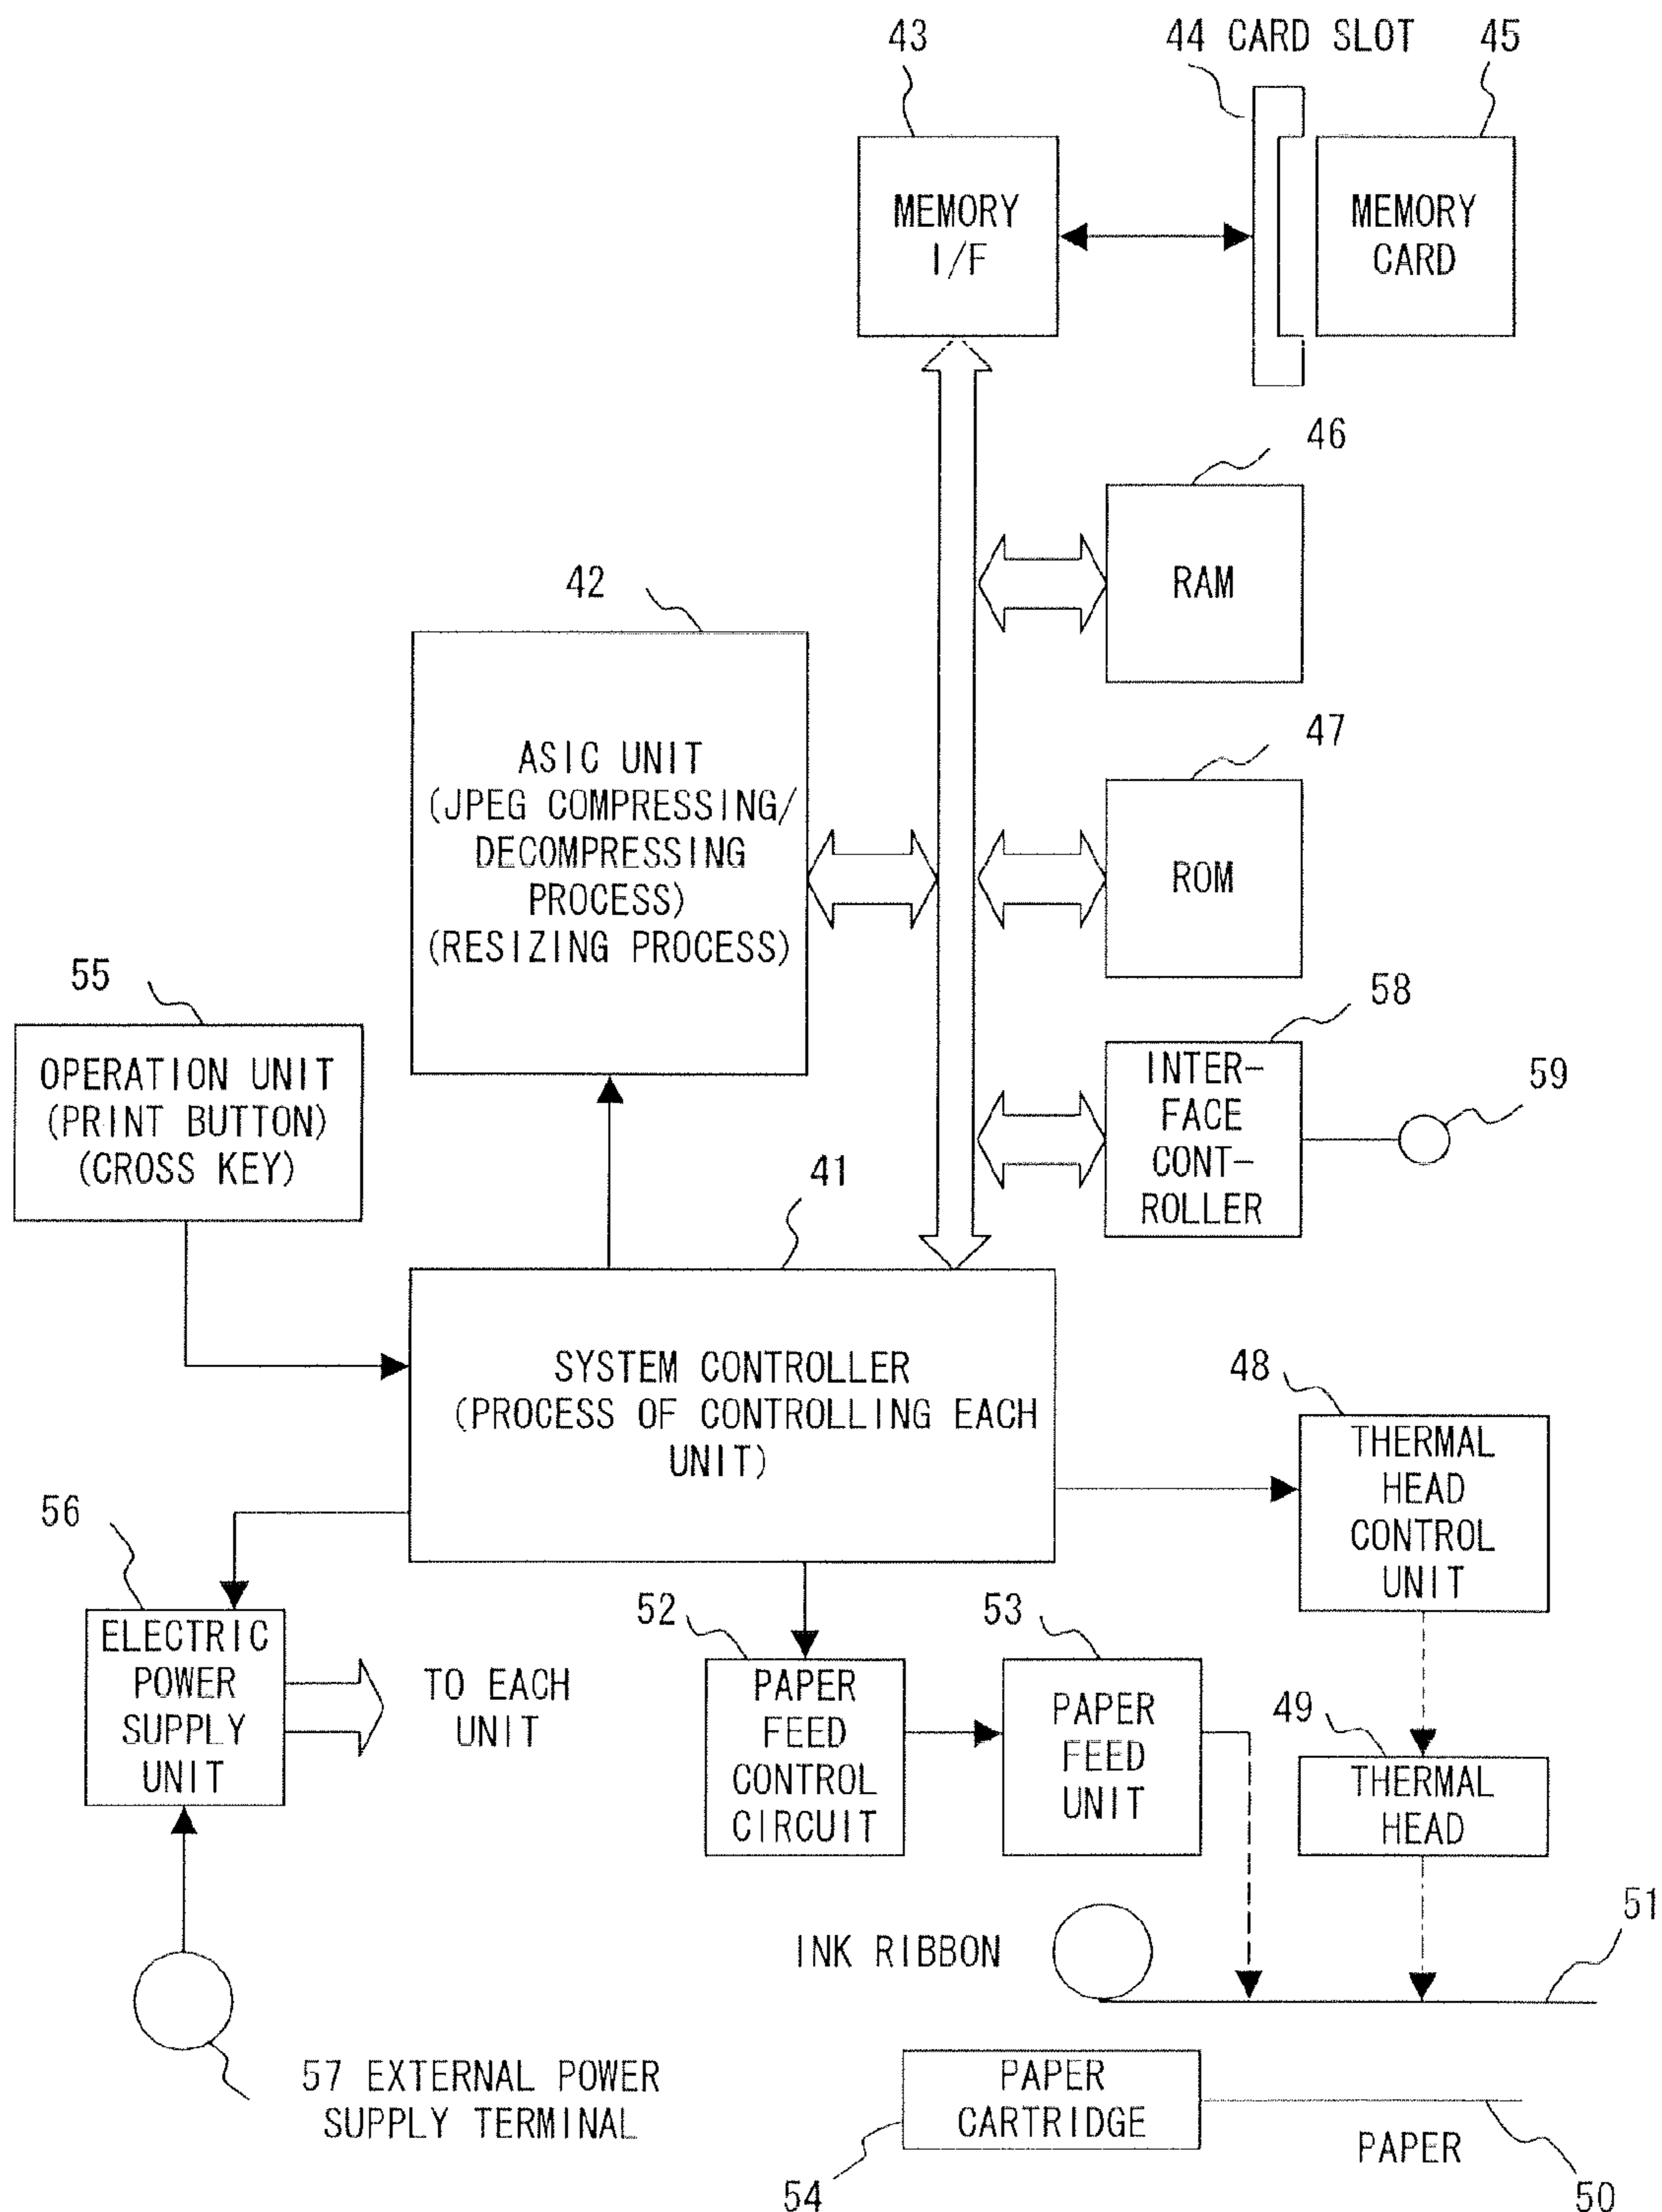 43
44 CARD SLOT
45
MEMORY
I/F
MEMORY
CARD
46
RAM
42
ASIC UNIT
(JPEG COMPRESSING/
DECOMPRESSING
PROCESS)
(RESIZING PROCESS)
47
ROM
55
OPERATION UNIT
(PRINT BUTTON)
(CROSS KEY)
58
INTER-
FACE
CONT-
ROLLER
59
41
SYSTEM CONTROLLER
(PROCESS OF CONTROLLING EACH
UNIT)
48
THERMAL
HEAD
CONTROL
UNIT
56
ELECTRIC
POWER
SUPPLY
UNIT
TO EACH
UNIT
52
PAPER
FEED
CONTROL
CIRCUIT
53
PAPER
FEED
UNIT
49
THERMAL
HEAD
INK RIBBON
51
57 EXTERNAL POWER
SUPPLY TERMINAL
PAPER
CARTRIDGE
54
PAPER
50